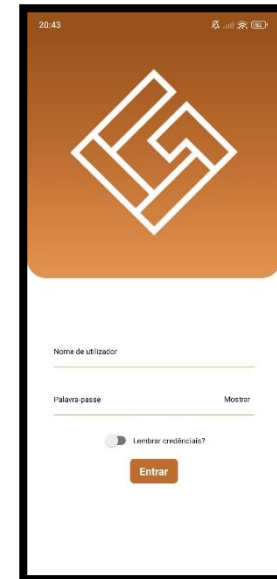 20:43
Nome de utilizador
Palavra-passe Mostrar
Lembrar credênciais?
Entrar